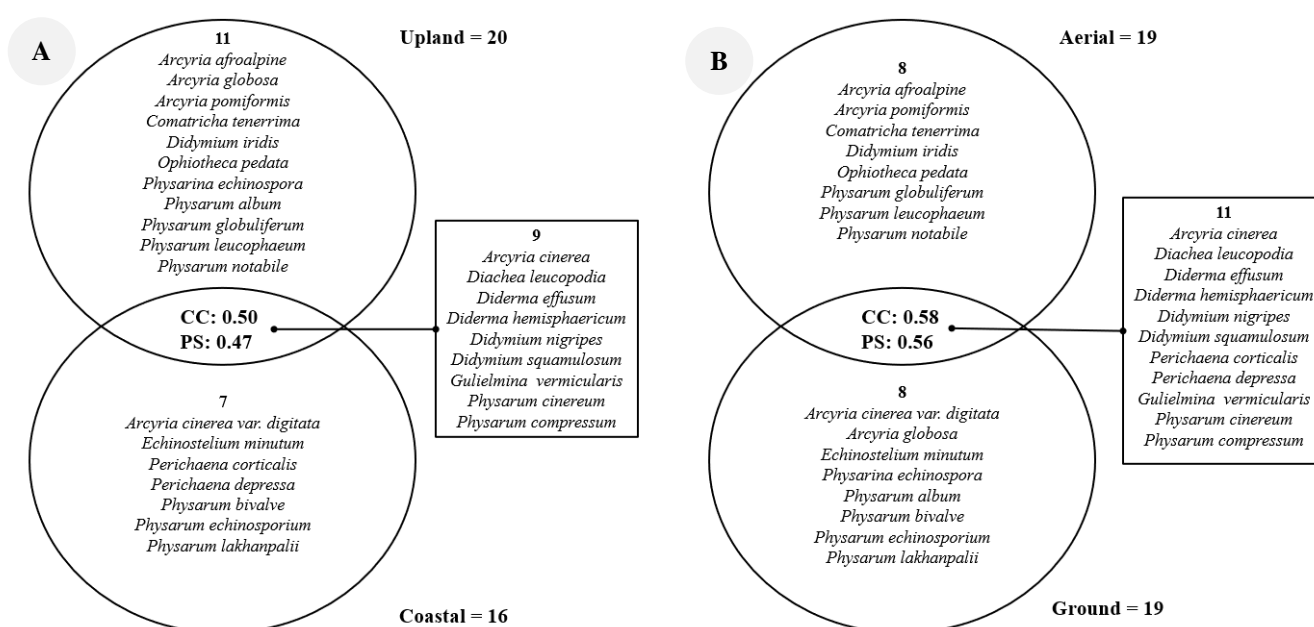 A
Upland = 20
11
Arcyria afroalpine
Arcyria globosa
Arcyria pomiformis
Comatricha tenerrima
Didymium iridis
Ophiotheca pedata
Physarina echinospora
Physarum album
Physarum globuliferum
Physarum leucophaeum
Physarum notabile
CC: 0.50
PS: 0.47
9
Arcyria cinerea
Diachea leucopodia
Diderma effusum
Diderma hemisphaericum
Didymium nigripes
Didymium squamulosum
Gulielmina vermicularis
Physarum cinereum
Physarum compressum
7
Arcyria cinerea var. digitata
Echinostelium minutum
Perichaena corticalis
Perichaena depressa
Physarum bivalve
Physarum echinosporium
Physarum lakhanpalii
Coastal = 16
B
Aerial = 19
8
Arcyria afroalpine
Arcyria pomiformis
Comatricha tenerrima
Didymium iridis
Ophiotheca pedata
Physarum globuliferum
Physarum leucophaeum
Physarum notabile
CC: 0.58
PS: 0.56
11
Arcyria cinerea
Diachea leucopodia
Diderma effusum
Diderma hemisphaericum
Didymium nigripes
Didymium squamulosum
Perichaena corticalis
Perichaena depressa
Gulielmina vermicularis
Physarum cinereum
Physarum compressum
8
Arcyria cinerea var. digitata
Arcyria globosa
Echinostelium minutum
Physarina echinospora
Physarum album
Physarum bivalve
Physarum echinosporium
Physarum lakhanpalii
Ground = 19